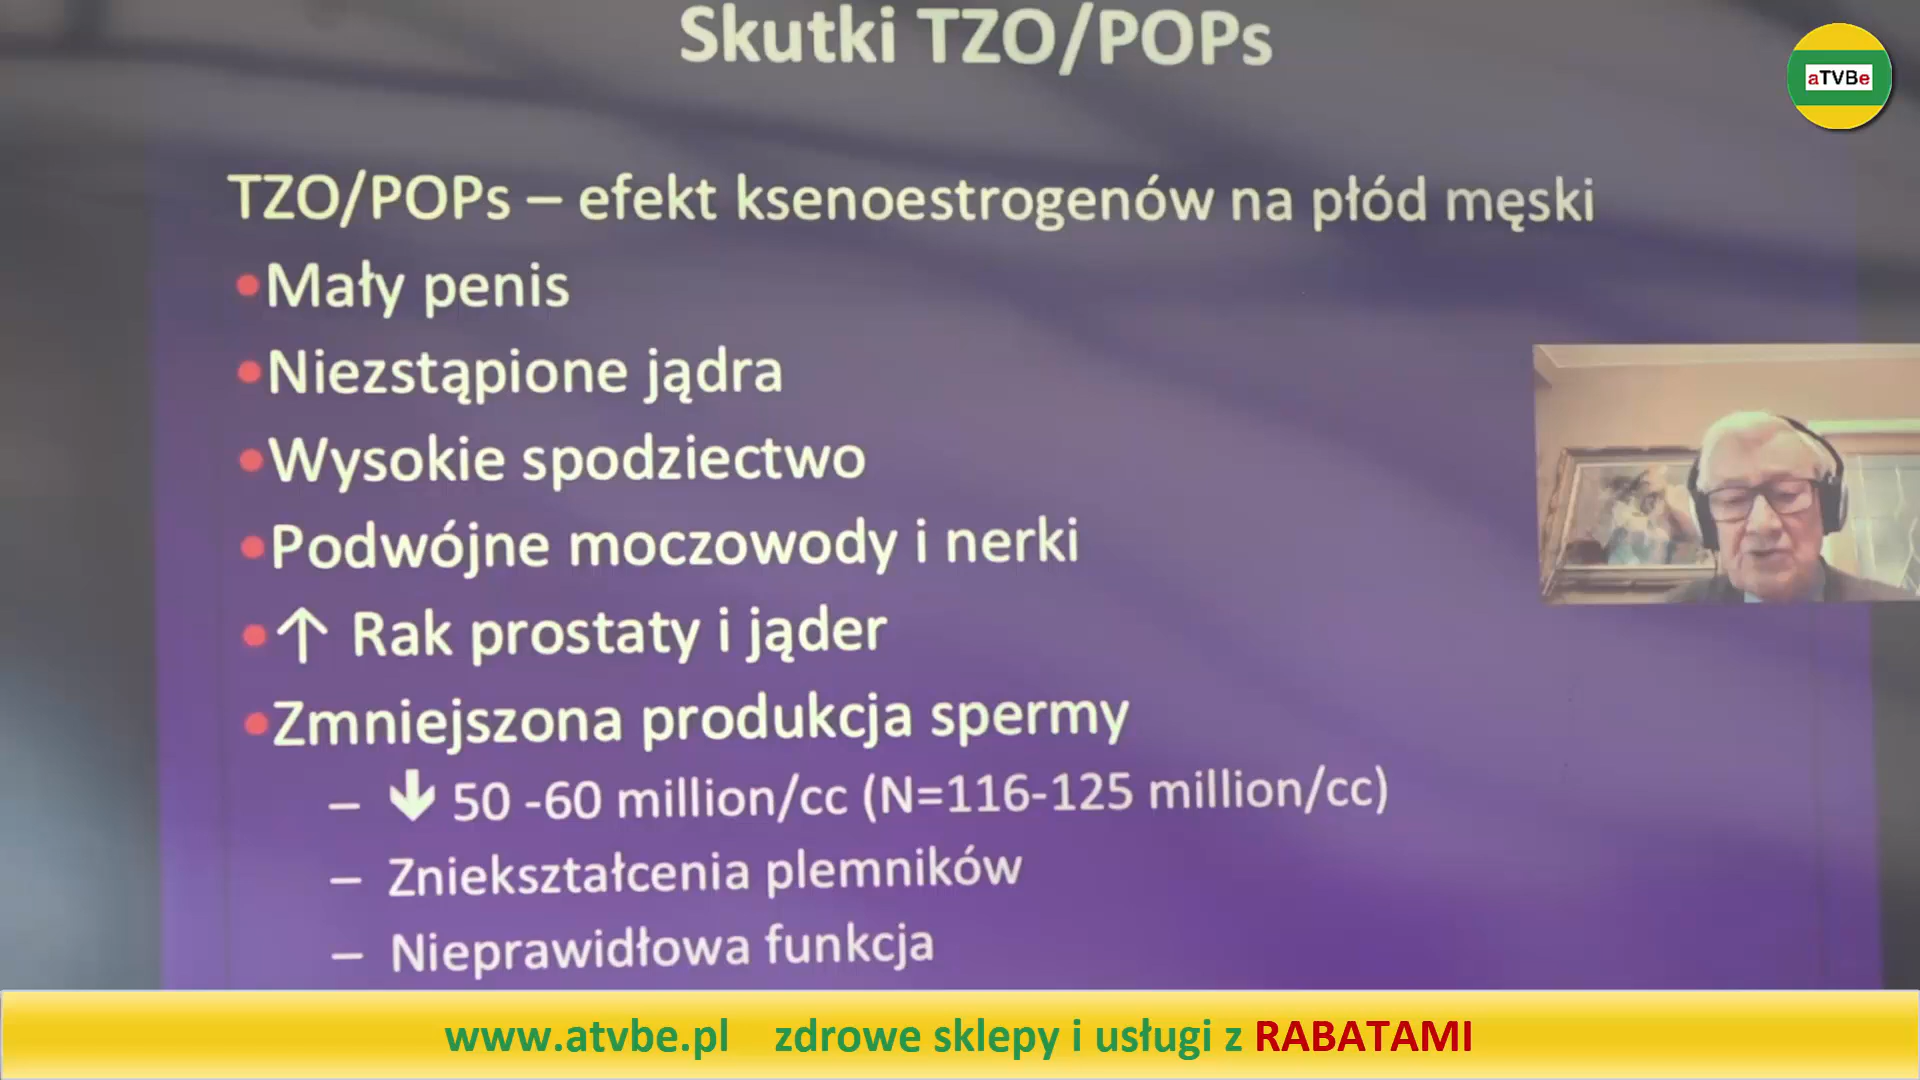 Skutki TZO/POPs
aTVBe
TZO/POPs – efekt ksenoestrogenów na płód męski
•Mały penis
•Niezstąpione jądra
•Wysokie spodziectwo
•Podwójne moczowody i nerki
•↑ Rak prostaty i jąder
•Zmniejszona produkcja spermy
– 🡇 50 -60 million/cc (N=116-125 million/cc)
– Zniekształcenia plemników
– Nieprawidłowa funkcja
www.atvbe.pl zdrowe sklepy i usługi z RABATAMI